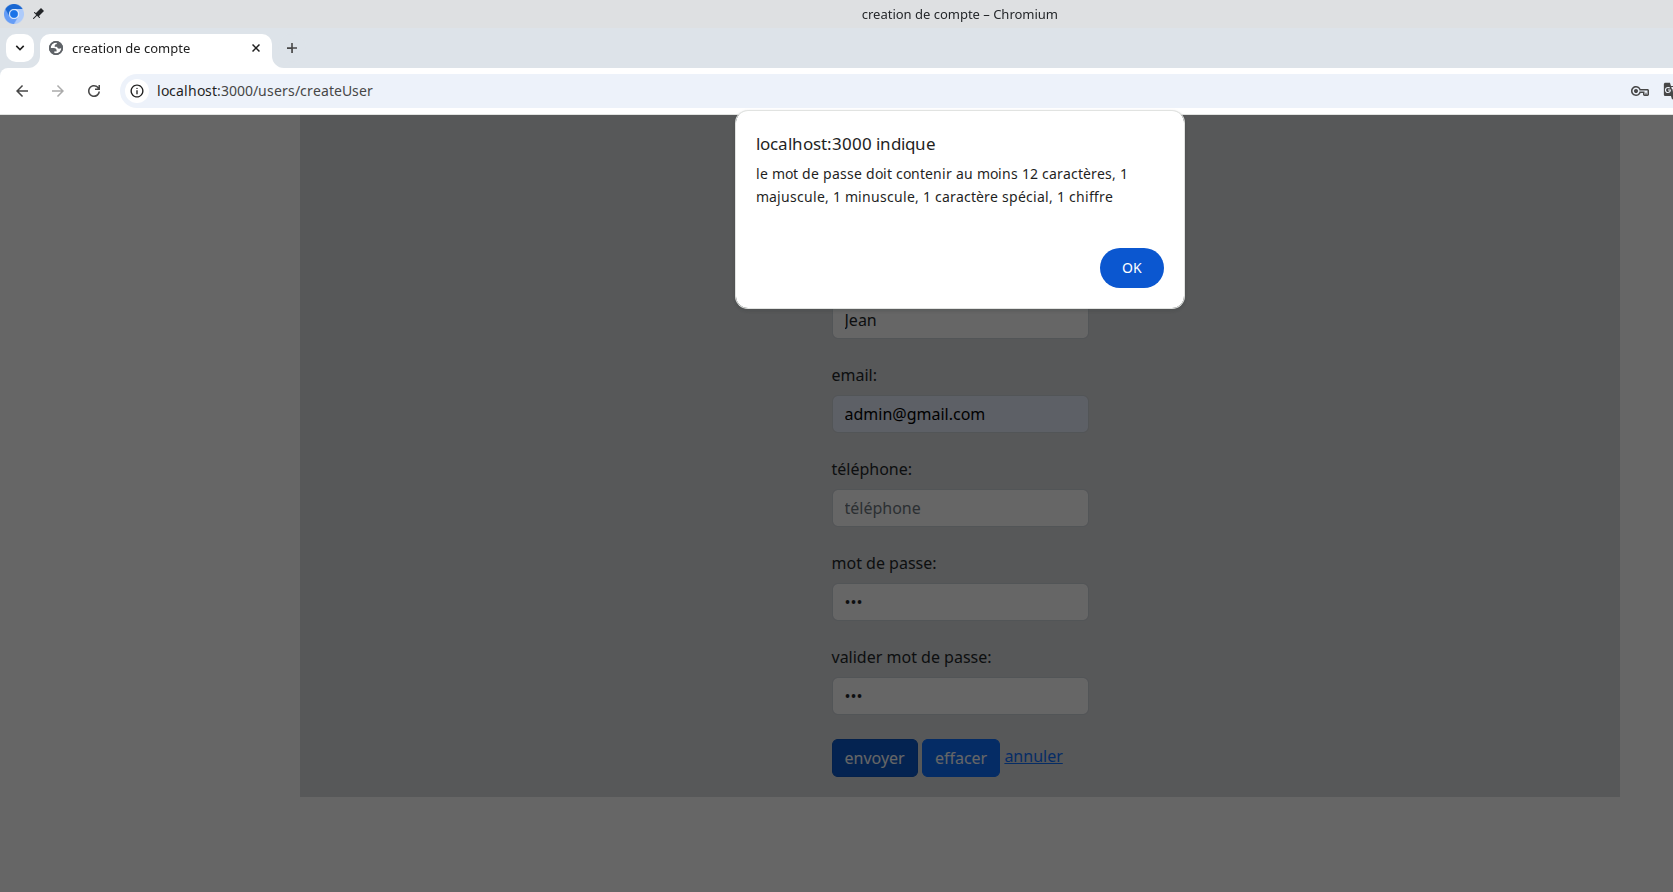 creation de compte – Chromium
creation de compte
localhost:3000/users/createUser
localhost:3000 indique
le mot de passe doit contenir au moins 12 caractères, 1
majuscule, 1 minuscule, 1 caractère spécial, 1 chiffre
OK
Jean
email:
admin@gmail.com
téléphone:
téléphone
mot de passe:
•••
valider mot de passe:
•••
envoyer effacer annuler